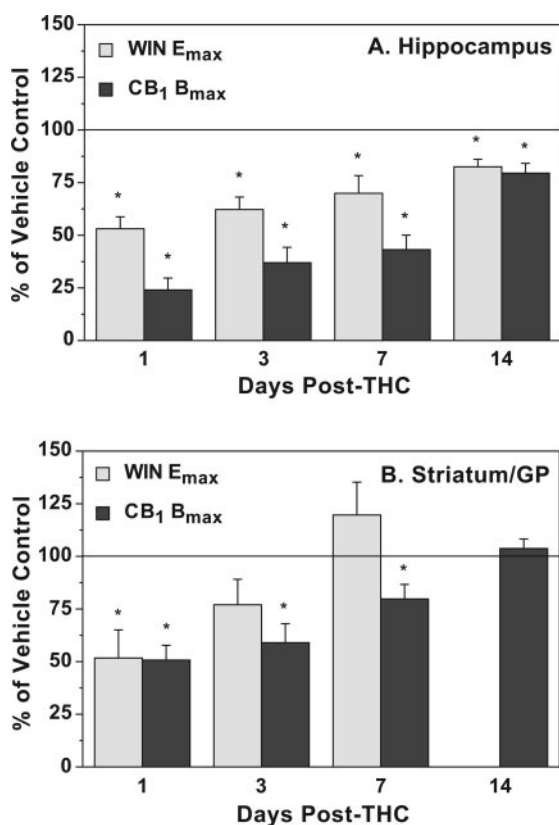 150
125
100
75
50
25
0
% of Vehicle Control
WIN Emax
CB1 Bmax
A. Hippocampus
* * * * * * * *
1 3 7 14
Days Post-THC
150
125
100
75
50
25
0
% of Vehicle Control
WIN Emax
CB1 Bmax
B. Striatum/GP
* * * *
1 3 7 14
Days Post-THC